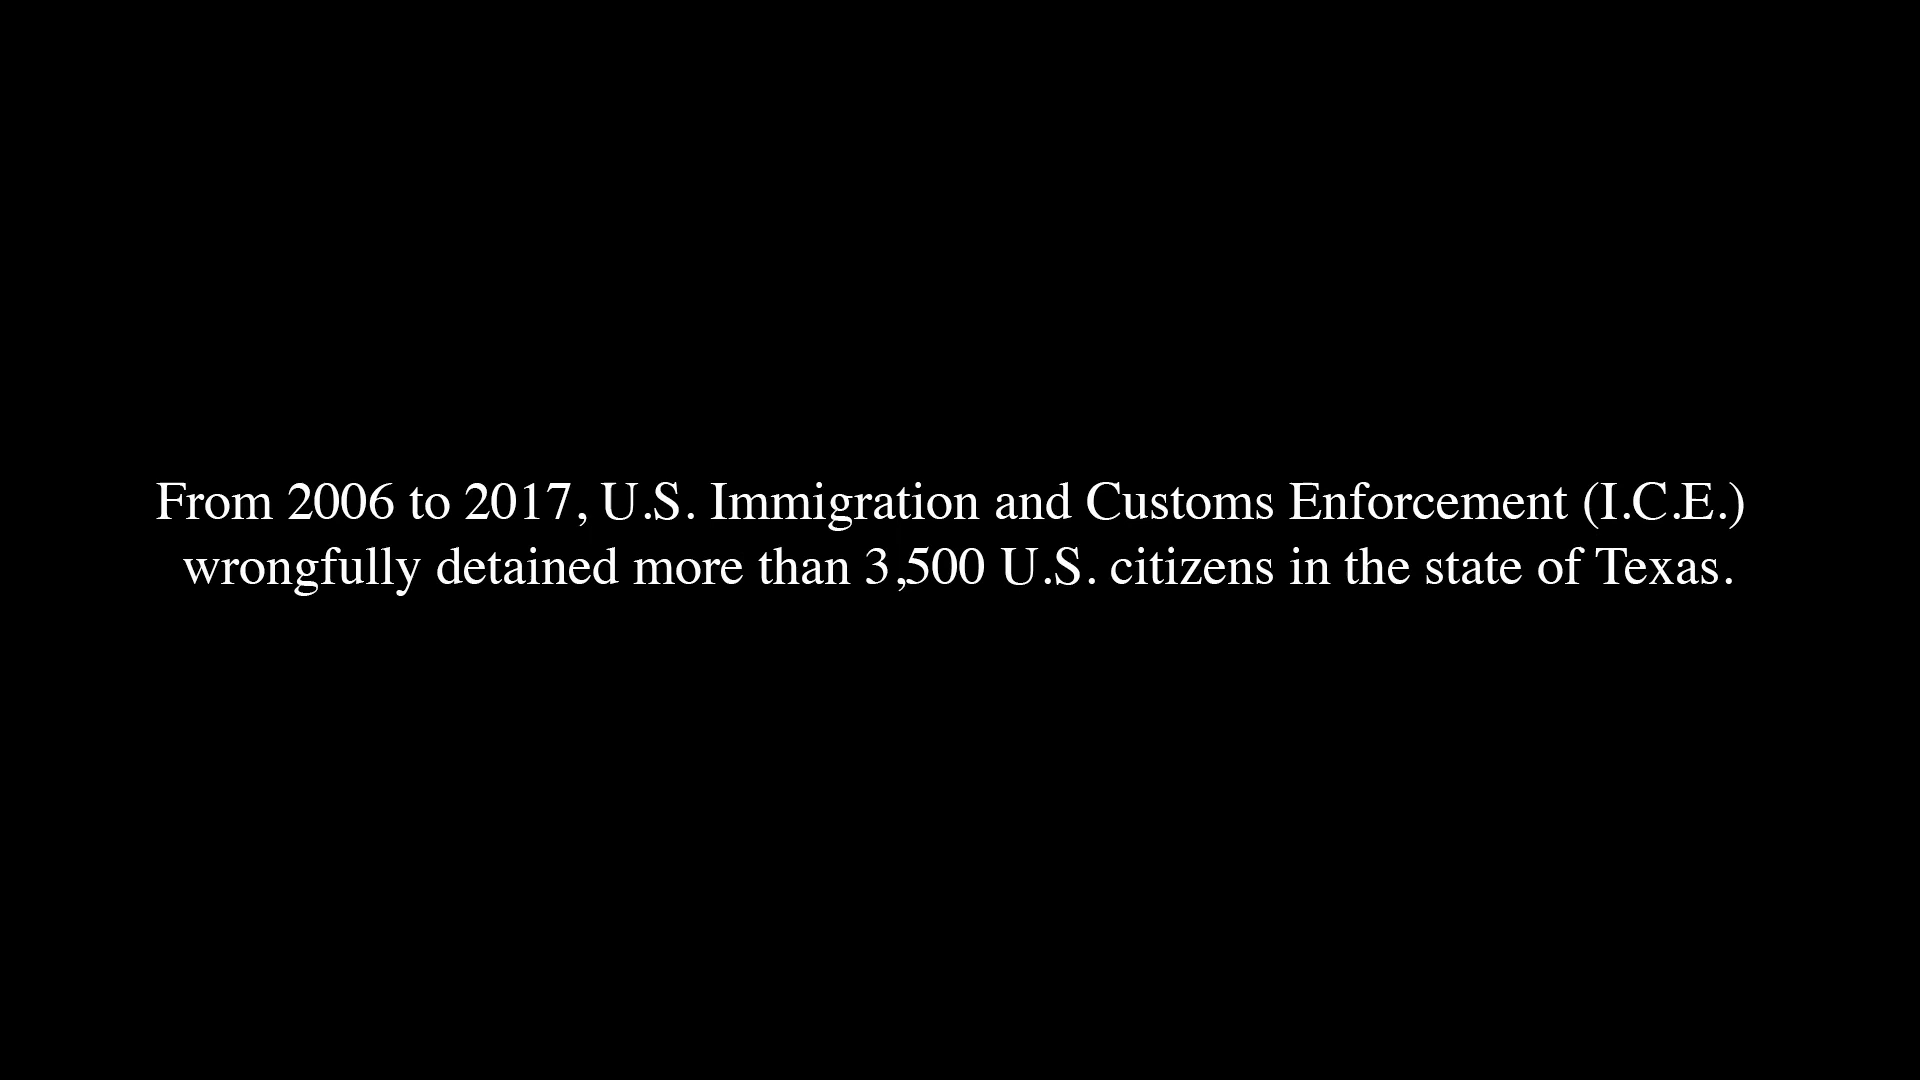 From 2006 to 2017, U.S. Immigration and Customs Enforcement (I.C.E.)
wrongfully detained more than 3,500 U.S. citizens in the state of Texas.